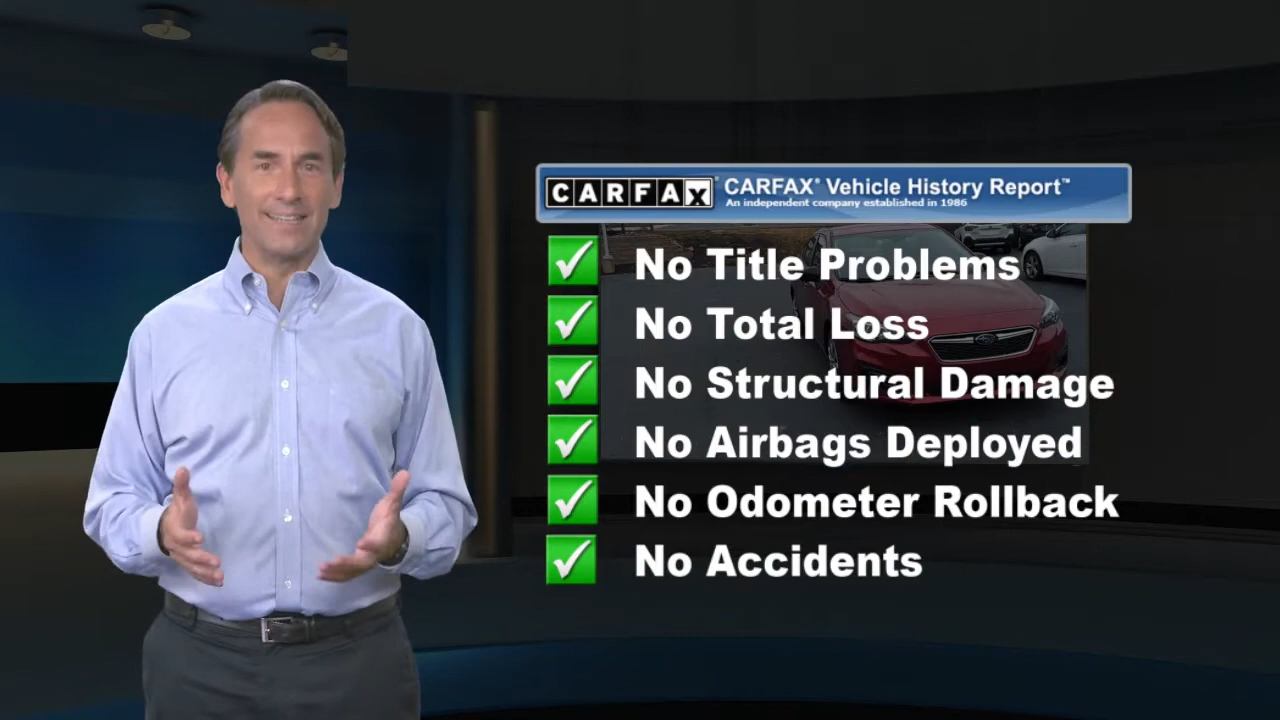 CARFAX® CARFAX® Vehicle History Report™
An independent company established in 1986
No Title Problems
No Total Loss
No Structural Damage
No Airbags Deployed
No Odometer Rollback
No Accidents